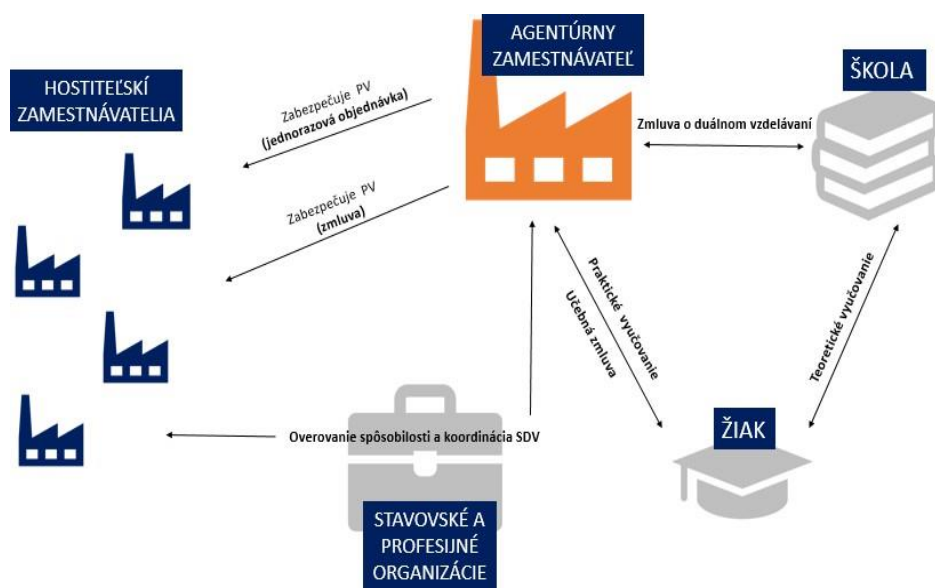 AGENTÚRNY
ZAMESTNÁVATEĽ
HOSTITEĽSKÍ
ZAMESTNÁVATELIA
ŠKOLA
Zabezpečuje PV
(jednorazová objednávka)
Zmluva o duálnom vzdelávaní
Zabezpečuje PV
(zmluva)
Praktické vyučovanie
Učebná zmluva
Teoretické vyučovanie
ŽIAK
Overovanie spôsobilosti a koordinácia SDV
STAVOVSKÉ A
PROFESIJNÉ
ORGANIZÁCIE